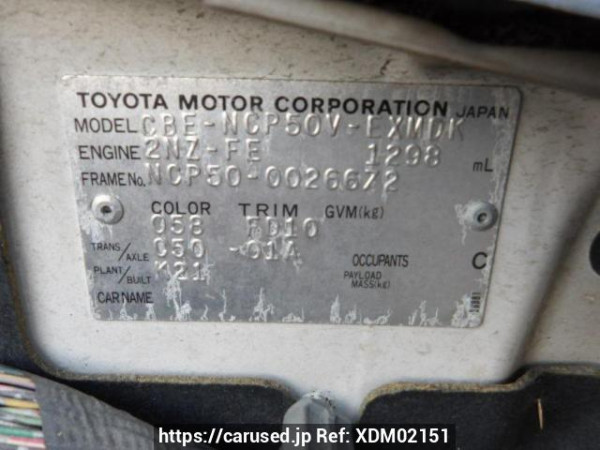 TOYOTA MOTOR CORPORATION JAPAN
MODEL CBE-NCP50V-EXMDK
ENGINE 2NZ-FE 1298 mL
FRAME No. NCP50-0026672
COLOR TRIM GVM(kg)
058 FD10
TRANS/AXLE C50 -01A OCCUPANTS C
PLANT/BUILT K21 PAYLOAD MASS(kg)
CAR NAME
https://carused.jp Ref: XDM02151